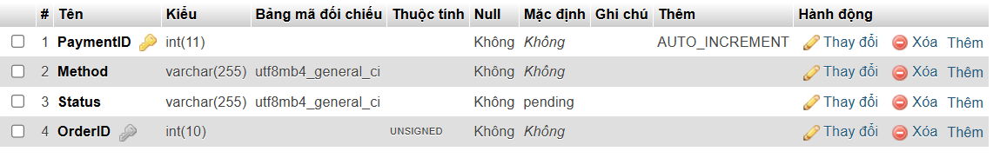 # Tên Kiểu Bảng mã đối chiếu Thuộc tính Null Mặc định Ghi chú Thêm Hành động
1 PaymentID int(11) Không Không AUTO_INCREMENT Thay đổi Xóa Thêm
2 Method varchar(255) utf8mb4_general_ci Không Không Thay đổi Xóa Thêm
3 Status varchar(255) utf8mb4_general_ci Không pending Thay đổi Xóa Thêm
4 OrderID int(10) UNSIGNED Không Không Thay đổi Xóa Thêm